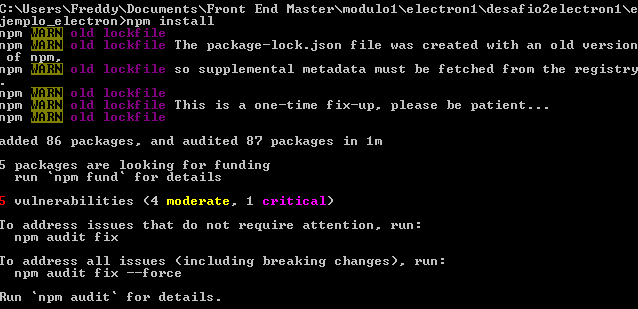 C:\Users\Freddy\Documents\Front End Master\modulo1\electron1\desafio2electron1\e
jemplo_electron>npm install
npm WARN old lockfile
npm WARN old lockfile The package-lock.json file was created with an old version
 of npm,
npm WARN old lockfile so supplemental metadata must be fetched from the registry
.
npm WARN old lockfile
npm WARN old lockfile This is a one-time fix-up, please be patient...
added 86 packages, and audited 87 packages in 1m
5 packages are looking for funding
  run `npm fund` for details
5 vulnerabilities (4 moderate, 1 critical)
To address issues that do not require attention, run:
  npm audit fix
To address all issues (including breaking changes), run:
  npm audit fix --force
Run `npm audit` for details.